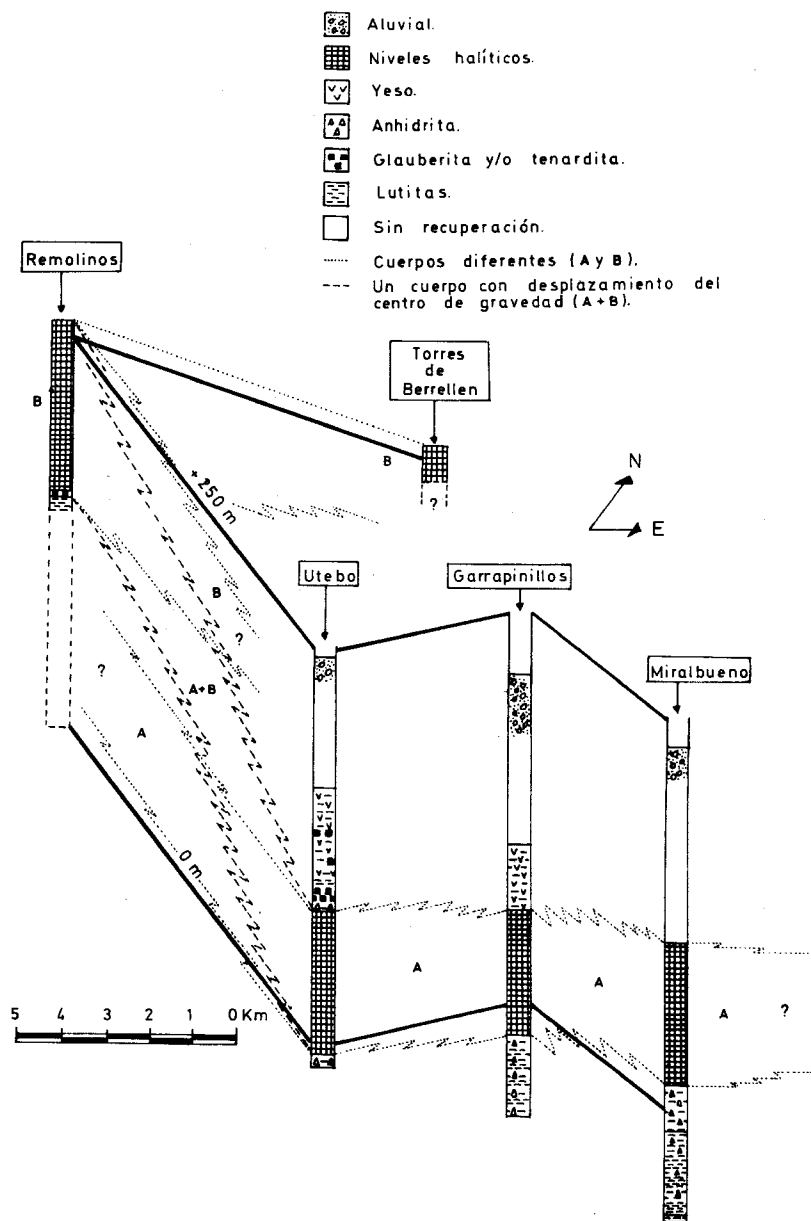 Aluvial.
Niveles halíticos.
Yeso.
Anhidrita.
Glauberita y/o tenardita.
Lutitas.
Sin recuperación.
Cuerpos diferentes (A y B).
Un cuerpo con desplazamiento del
centro de gravedad (A+B).
Remolinos
Torres
de
Berrellen
B
B
?
+250 m
N
E
Utebo
Garrapinillos
Miralbueno
B
?
?
A+B
A
0 m.
A
A
A
?
5 4 3 2 1 0 Km